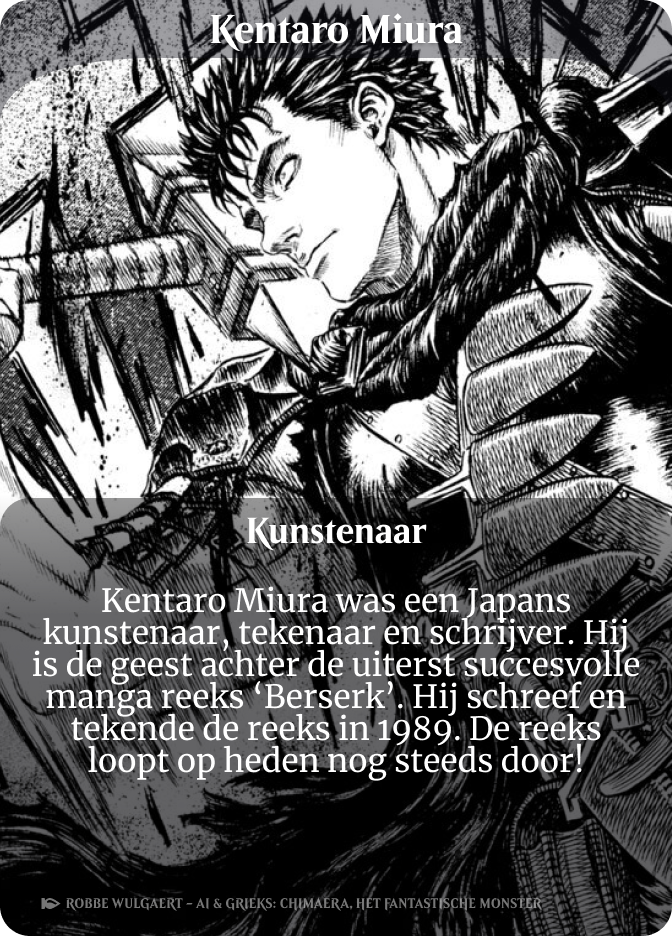 Kentaro Miura
Kunstenaar
Kentaro Miura was een Japans
kunstenaar, tekenaar en schrijver. Hij
is de geest achter de uiterst succesvolle
manga reeks ‘Berserk’. Hij schreef en
tekende de reeks in 1989. De reeks
loopt op heden nog steeds door!
ROBBE WULGAERT – AI & GRIEKS: CHIMAERA, HET FANTASTISCHE MONSTER